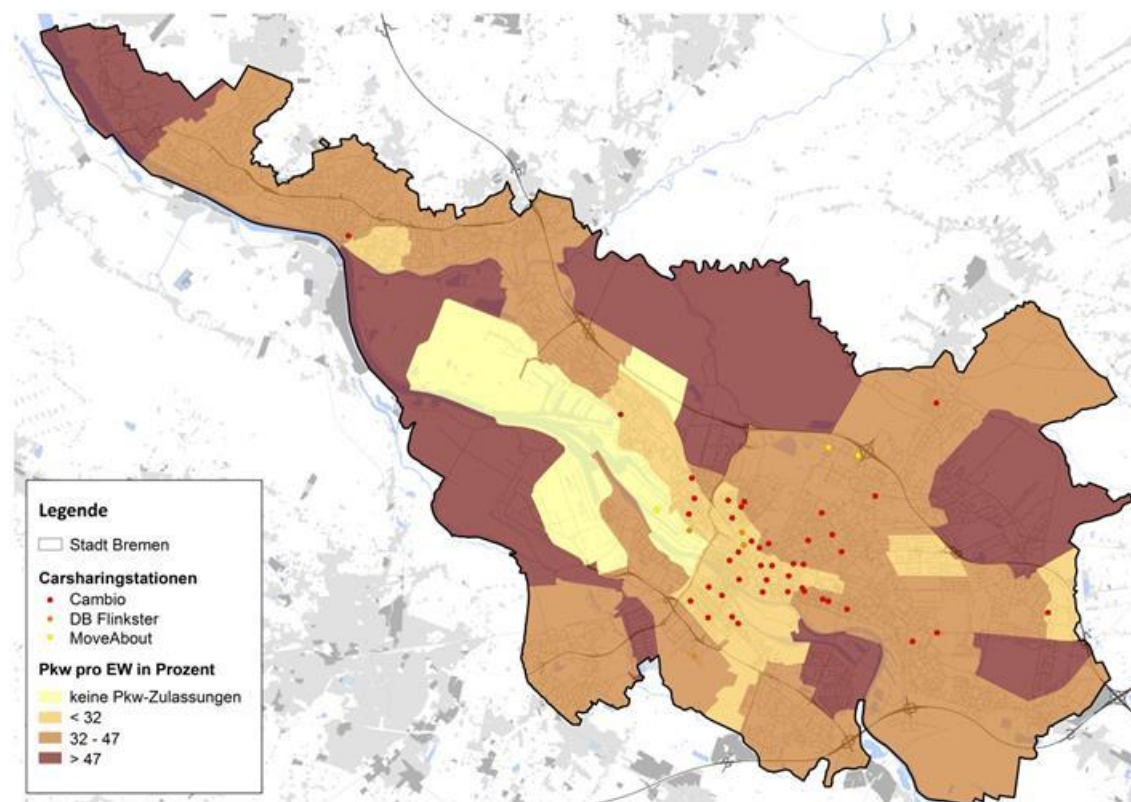 Legende
Stadt Bremen
Carsharingstationen
Cambio
DB Flinkster
MoveAbout
Pkw pro EW in Prozent
keine Pkw-Zulassungen
< 32
32 - 47
> 47